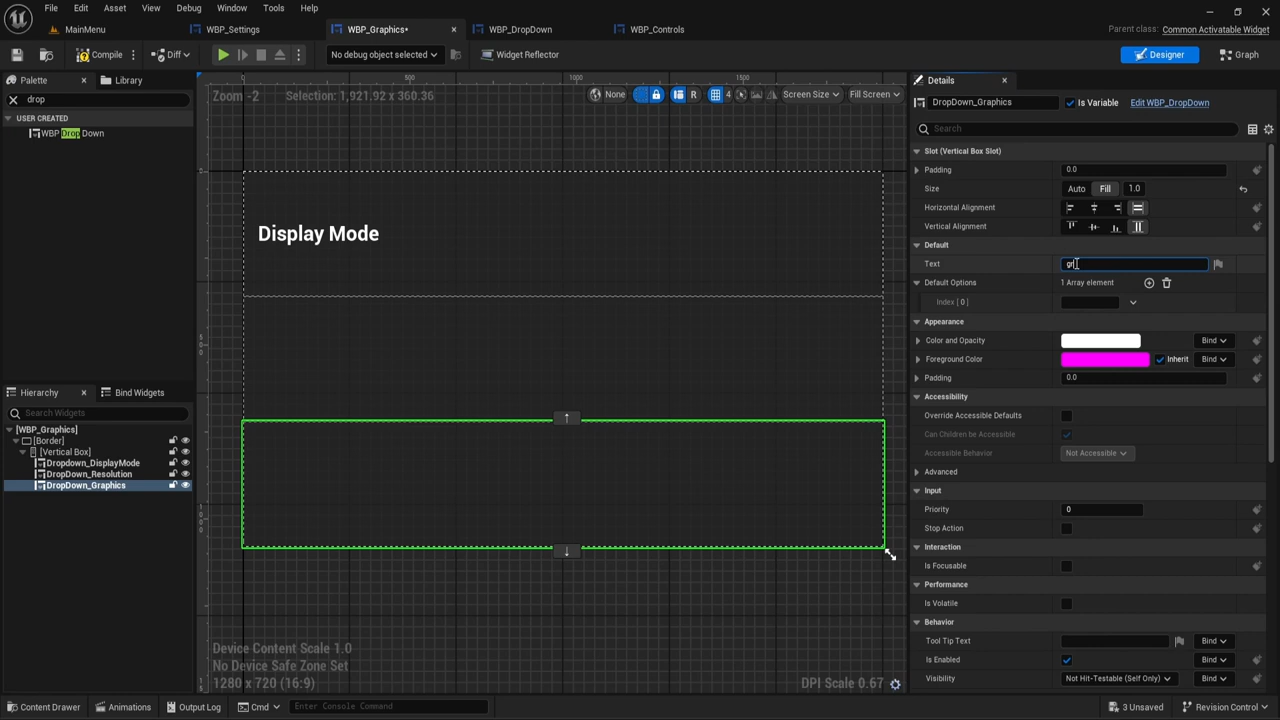 File Edit Asset View Debug Window Tools Help
MainMenu WBP_Settings WBP_Graphics• WBP_DropDown WBP_Controls Parent class: Common Activatable Widget
Compile Diff No debug object selected Widget Reflector Designer Graph
Palette Library Details
drop Zoom -2 Selection: 1,921.92 x 360.36 None R 4 Screen Size Fill Screen DropDown_Graphics Is Variable Edit WBP_DropDown
USER CREATED Search
WBP Drop Down
Slot (Vertical Box Slot)
Padding 0.0
Size Auto Fill 1.0
Horizontal Alignment
Vertical Alignment
Display Mode
Default
Text gr
Default Options 1 Array element
Index [ 0 ]
Appearance
Color and Opacity Bind
Foreground Color Inherit Bind
Padding 0.0
Hierarchy Bind Widgets
Accessibility
Search Widgets Override Accessible Defaults
[WBP_Graphics] Can Children be Accessible
[Border]
[Vertical Box] Accessible Behavior Not Accessible
Dropdown_DisplayMode
DropDown_Resolution Advanced
DropDown_Graphics Input
Priority 0
Stop Action
Interaction
Is Focusable
Performance
Is Volatile
Behavior
Tool Tip Text Bind
Device Content Scale 1.0
No Device Safe Zone Set Is Enabled Bind
1280 x 720 (16:9) DPI Scale 0.67 Visibility Not Hit-Testable (Self Only) Bind
Content Drawer Animations Output Log Cmd Enter Console Command 3 Unsaved Revision Control